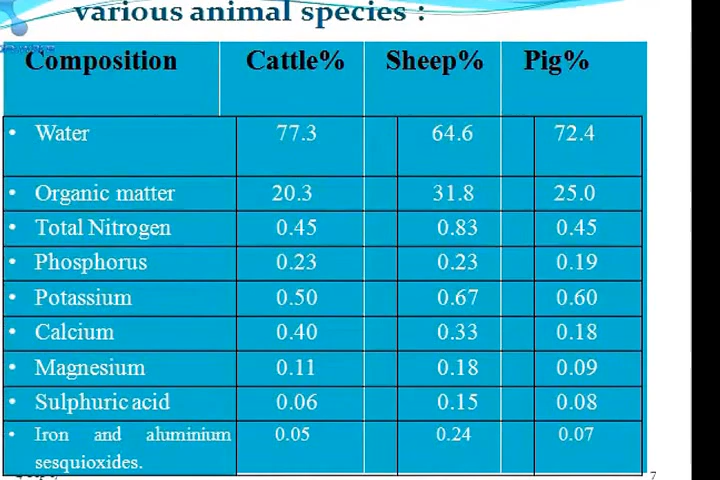 various animal species :
Composition Cattle% Sheep% Pig%
• Water 77.3 64.6 72.4
• Organic matter 20.3 31.8 25.0
• Total Nitrogen 0.45 0.83 0.45
• Phosphorus 0.23 0.23 0.19
• Potassium 0.50 0.67 0.60
• Calcium 0.40 0.33 0.18
• Magnesium 0.11 0.18 0.09
• Sulphuric acid 0.06 0.15 0.08
• Iron and aluminium 0.05 0.24 0.07
sesquioxides.
7